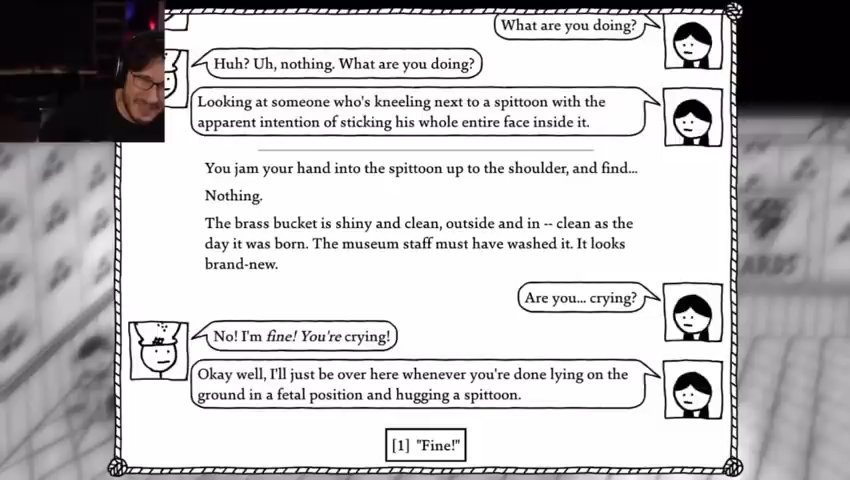 What are you doing?
Huh? Uh, nothing. What are you doing?
Looking at someone who's kneeling next to a spittoon with the
apparent intention of sticking his whole entire face inside it.
You jam your hand into the spittoon up to the shoulder, and find...
Nothing.
The brass bucket is shiny and clean, outside and in -- clean as the
day it was born. The museum staff must have washed it. It looks
brand-new.
Are you... crying?
No! I'm fine! You're crying!
Okay well, I'll just be over here whenever you're done lying on the
ground in a fetal position and hugging a spittoon.
[1] "Fine!"